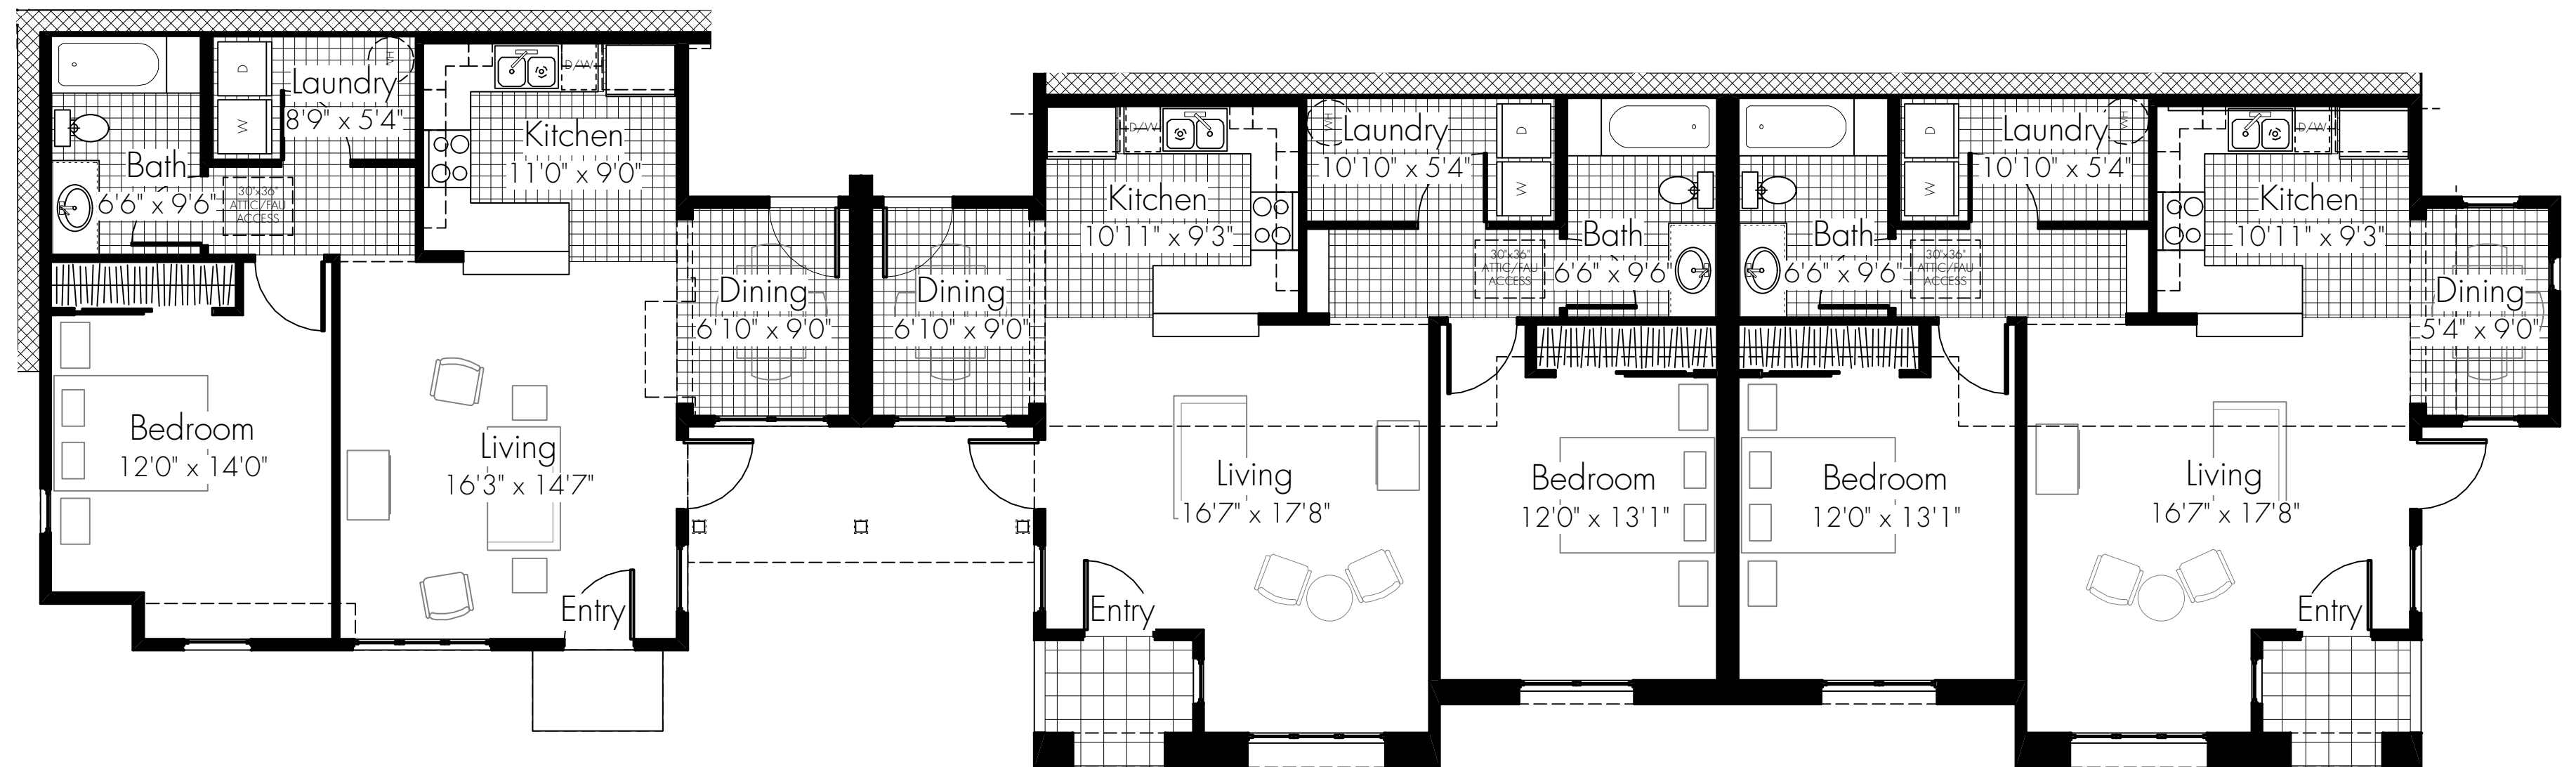 D
W
Laundry
8'9" x 5'4"
WH
Bath
6'6" x 9'6"
30"x36"
ATTIC/FAU
ACCESS
D/W
Kitchen
11'0" x 9'0"
Dining
6'10" x 9'0"
Bedroom
12'0" x 14'0"
Living
16'3" x 14'7"
Entry
Dining
6'10" x 9'0"
D/W
Kitchen
10'11" x 9'3"
WH
Laundry
10'10" x 5'4"
D
W
30"x36"
ATTIC/FAU
ACCESS
Bath
6'6" x 9'6"
Living
16'7" x 17'8"
Entry
Bedroom
12'0" x 13'1"
Bath
6'6" x 9'6"
D
W
Laundry
10'10" x 5'4"
WH
30"x36"
ATTIC/FAU
ACCESS
D/W
Kitchen
10'11" x 9'3"
Dining
5'4" x 9'0"
Bedroom
12'0" x 13'1"
Living
16'7" x 17'8"
Entry